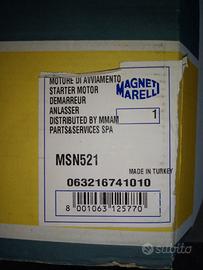 MOTORE DI AVVIAMENTO
STARTER MOTOR
DEMARREUR
ANLASSER
DISTRIBUTED BY MMAM
PARTS&SERVICES SPA
MAGNETI
MARELLI
1
MSN521
MADE IN TURKEY
063216741010
8 001063 125770
subito